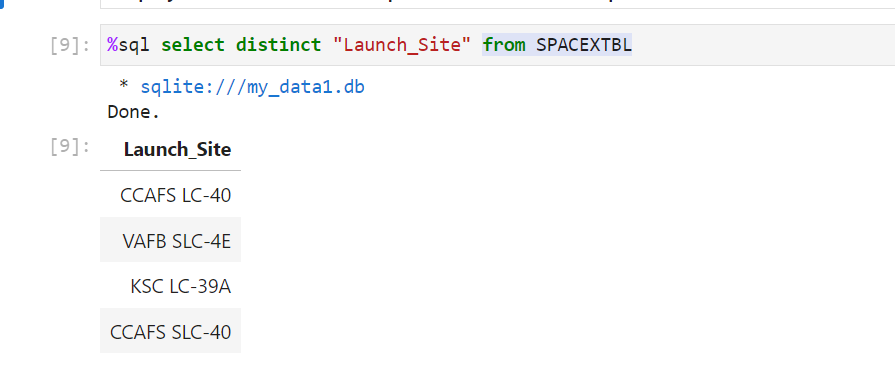 [9]: %sql select distinct "Launch_Site" from SPACEXTBL
* sqlite:///my_data1.db
Done.
[9]: Launch_Site
CCAFS LC-40
VAFB SLC-4E
KSC LC-39A
CCAFS SLC-40